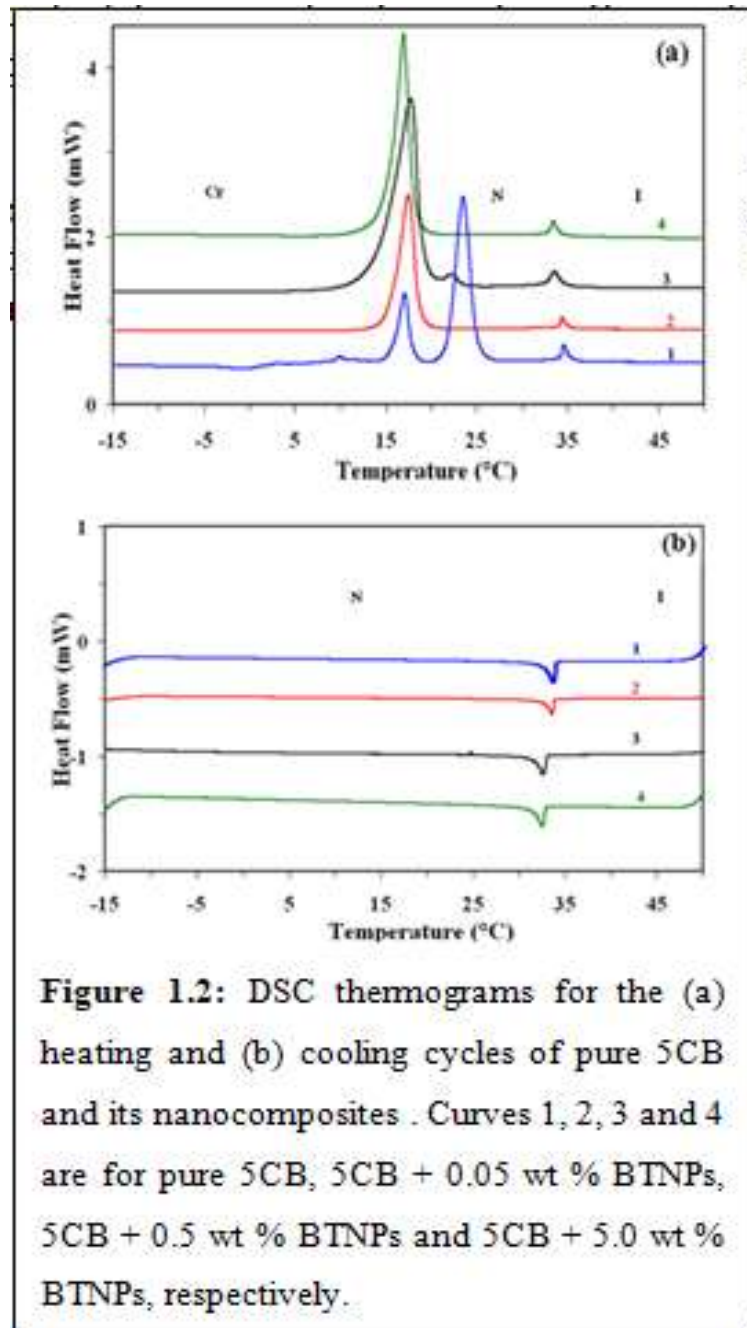 (a)
4
Cr
N
I
4
2
3
2
1
0
Heat Flow (mW)
-15 -5 5 15 25 35 45
Temperature (°C)
1
(b)
N
I
0
1
2
-1
3
4
-2
Heat Flow (mW)
-15 -5 5 15 25 35 45
Temperature (°C)
Figure 1.2: DSC thermograms for the (a)
heating and (b) cooling cycles of pure 5CB
and its nanocomposites . Curves 1, 2, 3 and 4
are for pure 5CB, 5CB + 0.05 wt % BTNPs,
5CB + 0.5 wt % BTNPs and 5CB + 5.0 wt %
BTNPs, respectively.